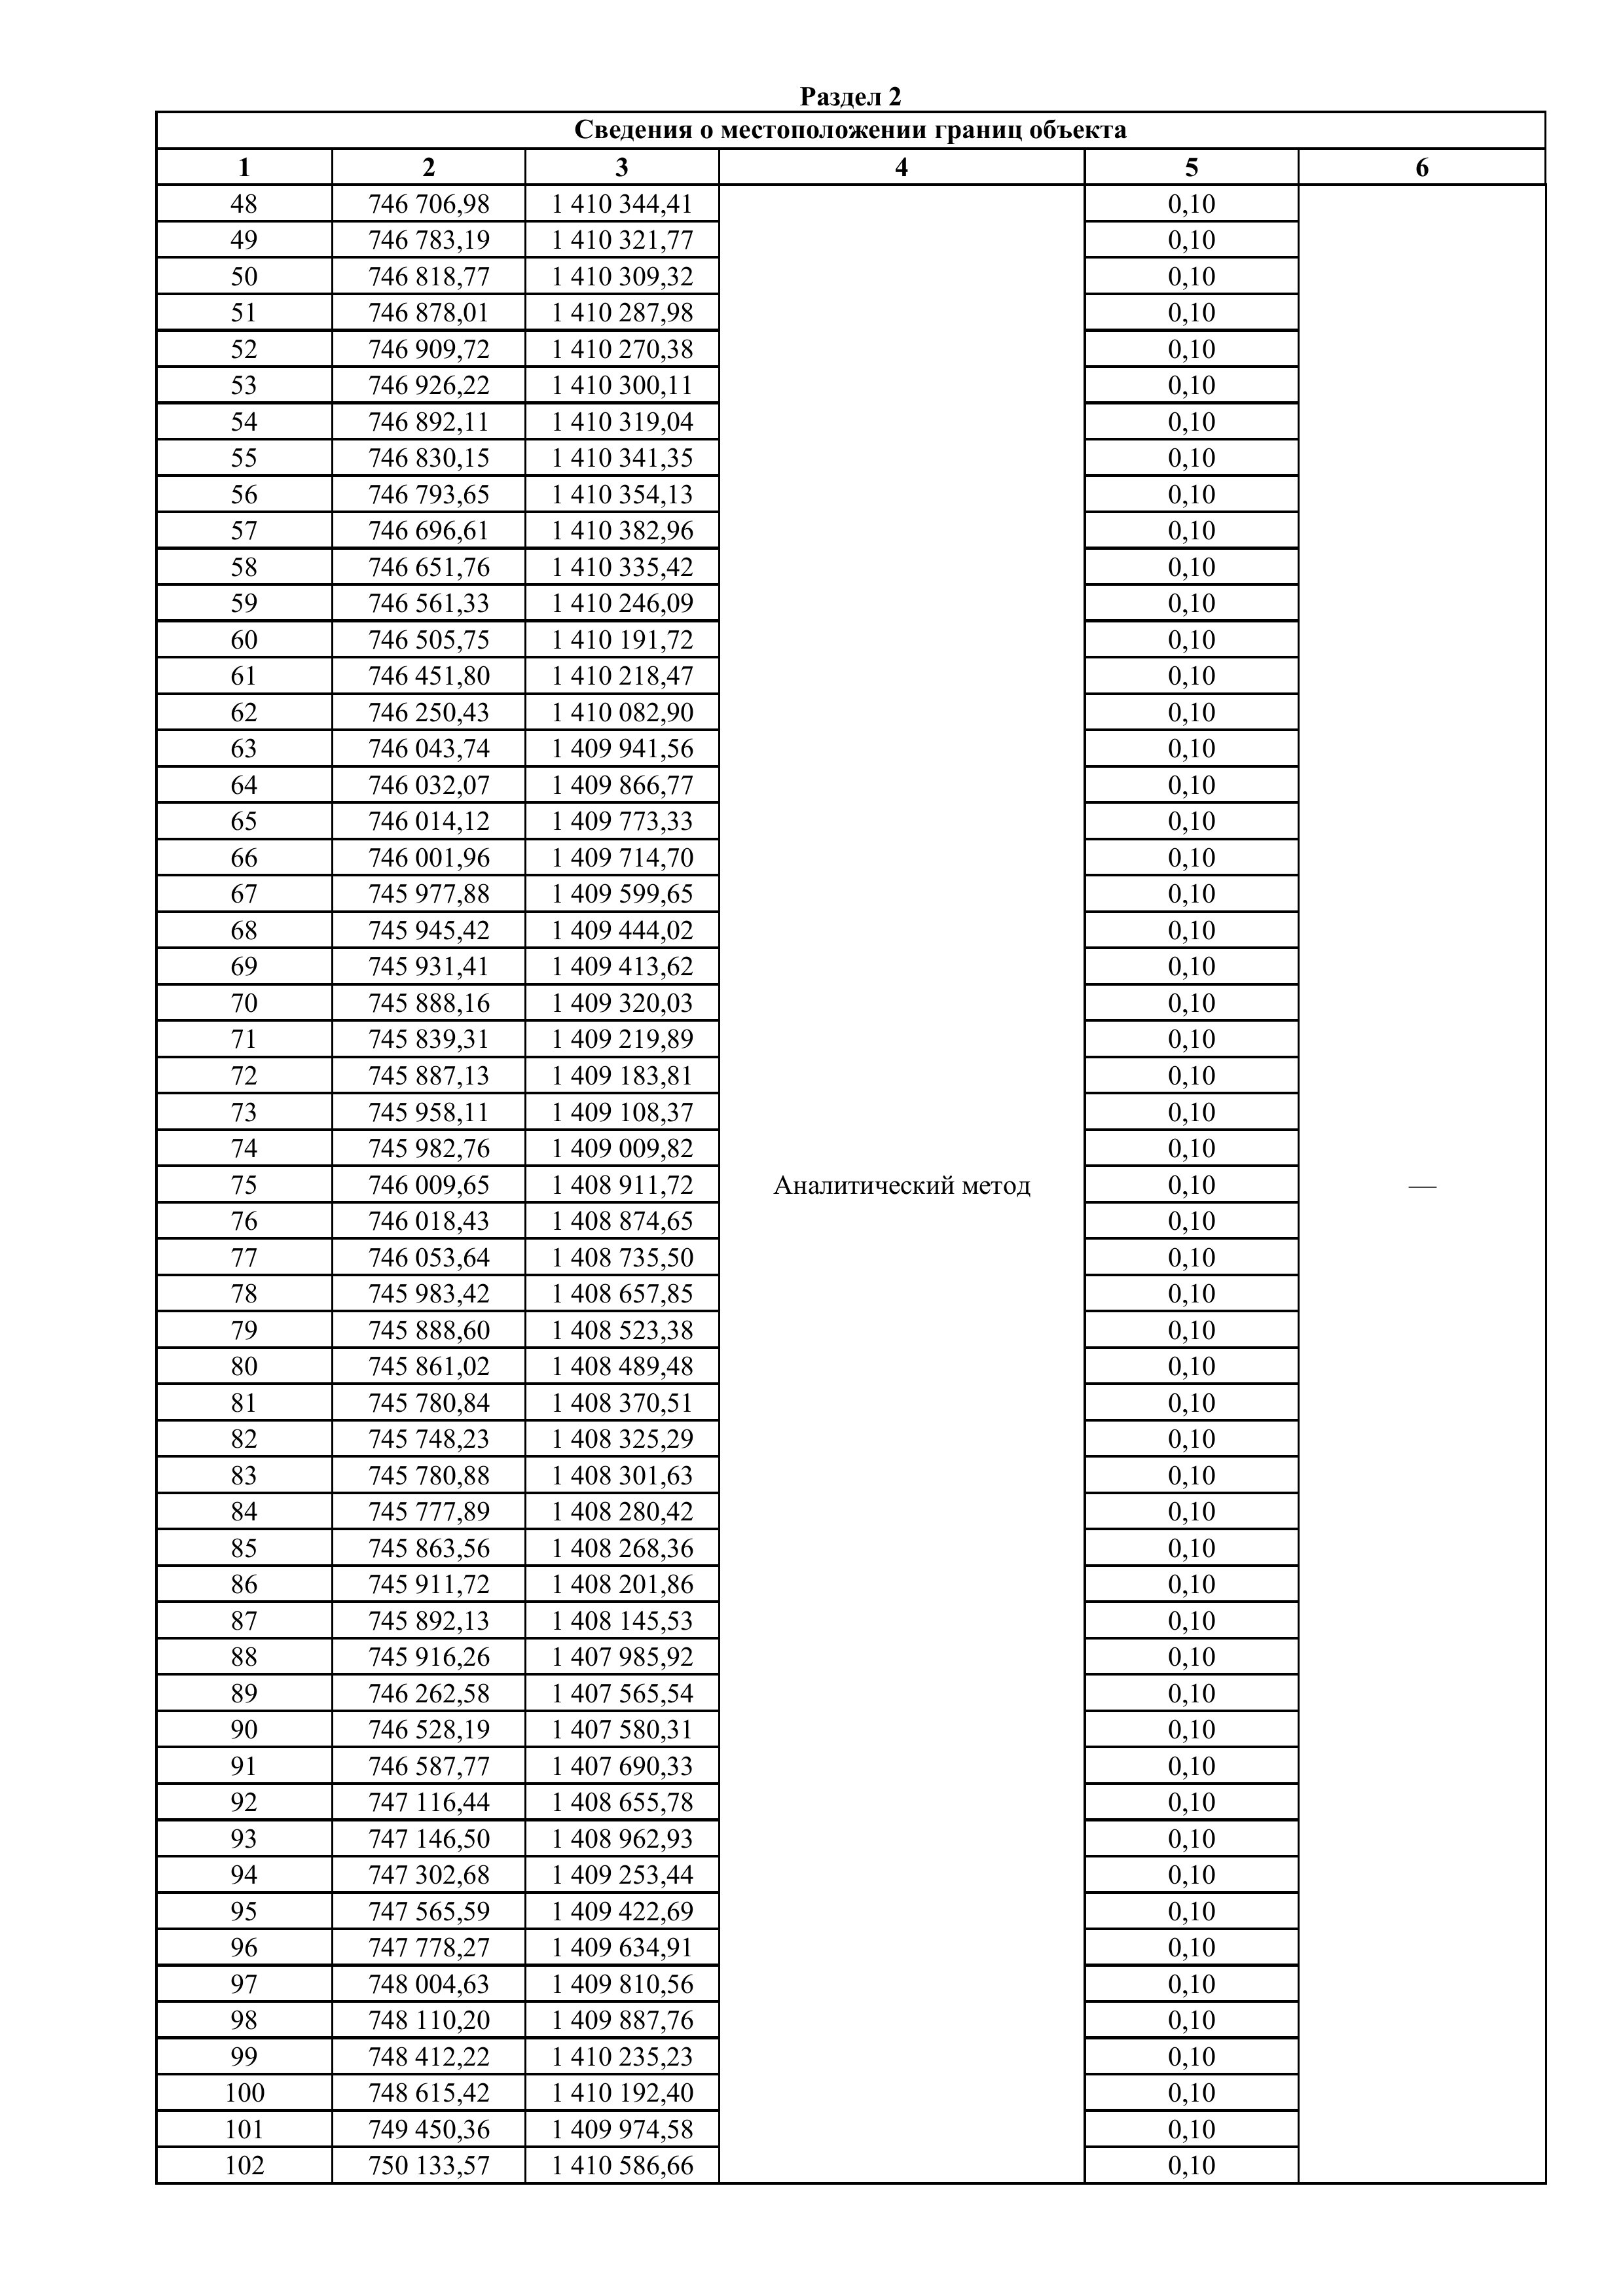 Раздел 2
Сведения о местоположении границ объекта
1 2 3 4 5 6
48 746 706,98 1 410 344,41 0,10
49 746 783,19 1 410 321,77 0,10
50 746 818,77 1 410 309,32 0,10
51 746 878,01 1 410 287,98 0,10
52 746 909,72 1 410 270,38 0,10
53 746 926,22 1 410 300,11 0,10
54 746 892,11 1 410 319,04 0,10
55 746 830,15 1 410 341,35 0,10
56 746 793,65 1 410 354,13 0,10
57 746 696,61 1 410 382,96 0,10
58 746 651,76 1 410 335,42 0,10
59 746 561,33 1 410 246,09 0,10
60 746 505,75 1 410 191,72 0,10
61 746 451,80 1 410 218,47 0,10
62 746 250,43 1 410 082,90 0,10
63 746 043,74 1 409 941,56 0,10
64 746 032,07 1 409 866,77 0,10
65 746 014,12 1 409 773,33 0,10
66 746 001,96 1 409 714,70 0,10
67 745 977,88 1 409 599,65 0,10
68 745 945,42 1 409 444,02 0,10
69 745 931,41 1 409 413,62 0,10
70 745 888,16 1 409 320,03 0,10
71 745 839,31 1 409 219,89 0,10
72 745 887,13 1 409 183,81 0,10
73 745 958,11 1 409 108,37 0,10
74 745 982,76 1 409 009,82 0,10
75 746 009,65 1 408 911,72 Аналитический метод 0,10 —
76 746 018,43 1 408 874,65 0,10
77 746 053,64 1 408 735,50 0,10
78 745 983,42 1 408 657,85 0,10
79 745 888,60 1 408 523,38 0,10
80 745 861,02 1 408 489,48 0,10
81 745 780,84 1 408 370,51 0,10
82 745 748,23 1 408 325,29 0,10
83 745 780,88 1 408 301,63 0,10
84 745 777,89 1 408 280,42 0,10
85 745 863,56 1 408 268,36 0,10
86 745 911,72 1 408 201,86 0,10
87 745 892,13 1 408 145,53 0,10
88 745 916,26 1 407 985,92 0,10
89 746 262,58 1 407 565,54 0,10
90 746 528,19 1 407 580,31 0,10
91 746 587,77 1 407 690,33 0,10
92 747 116,44 1 408 655,78 0,10
93 747 146,50 1 408 962,93 0,10
94 747 302,68 1 409 253,44 0,10
95 747 565,59 1 409 422,69 0,10
96 747 778,27 1 409 634,91 0,10
97 748 004,63 1 409 810,56 0,10
98 748 110,20 1 409 887,76 0,10
99 748 412,22 1 410 235,23 0,10
100 748 615,42 1 410 192,40 0,10
101 749 450,36 1 409 974,58 0,10
102 750 133,57 1 410 586,66 0,10